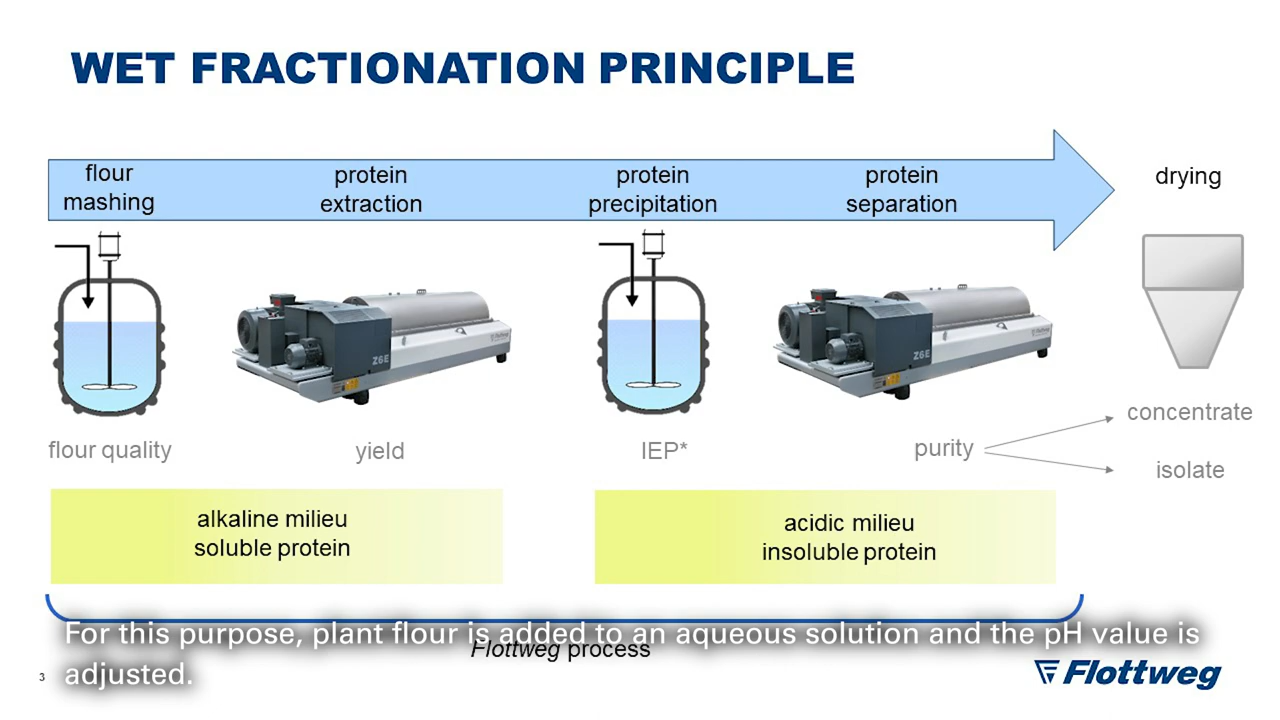 WET FRACTIONATION PRINCIPLE
flour
mashing
protein
extraction
protein
precipitation
protein
separation
drying
Z6E
Flottweg
Z6E
Flottweg
flour quality
yield
IEP*
purity
concentrate
isolate
alkaline milieu
soluble protein
acidic milieu
insoluble protein
For this purpose, plant flour is added to an aqueous solution and the pH value is
adjusted.
Flottweg process
3
Flottweg